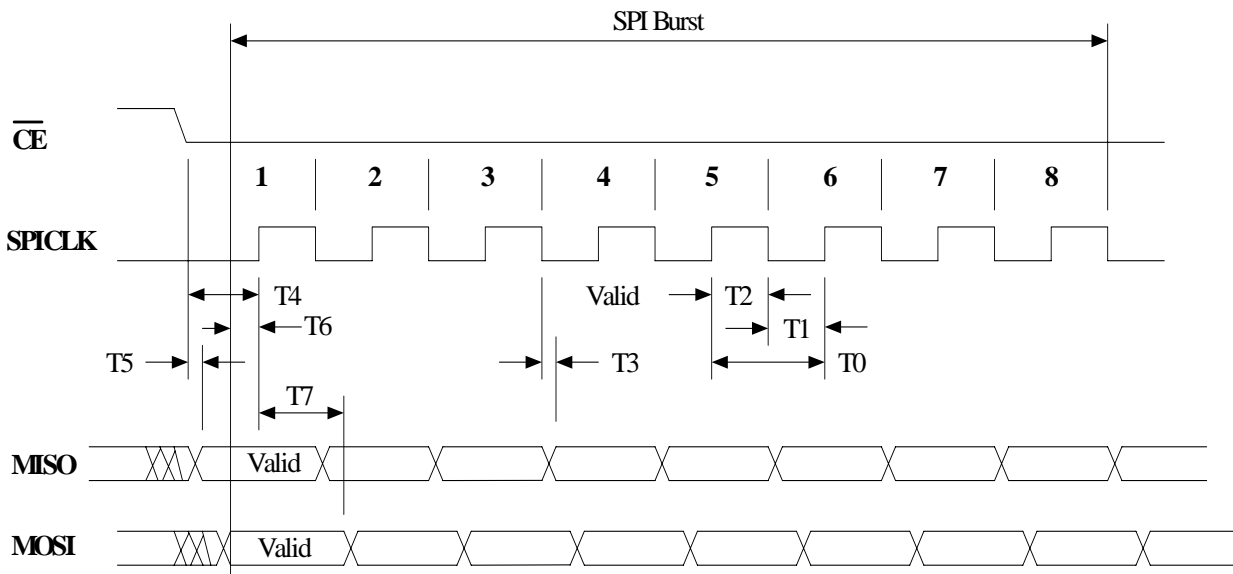 SPI Burst
CE
1 2 3 4 5 6 7 8
SPICLK
T4 Valid T2
T6 T1
T5 T3 T0
T7
MISO Valid
MOSI Valid